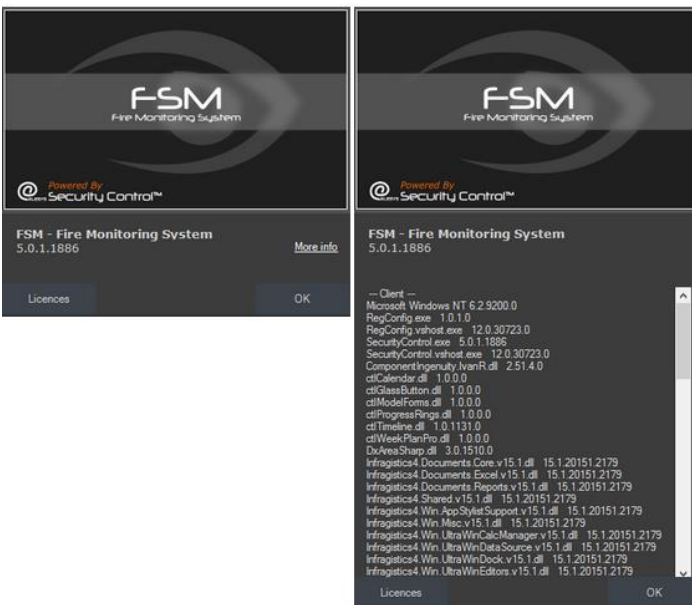 FSM
Fire Monitoring System
Powered By
Security Control™
FSM - Fire Monitoring System
5.0.1.1886
More info
Licences
OK
FSM
Fire Monitoring System
Powered By
Security Control™
FSM - Fire Monitoring System
5.0.1.1886
--- Client ---
Microsoft Windows NT 6.2.9200.0
RegConfig.exe 1.0.1.0
RegConfig.vshost.exe 12.0.30723.0
SecurityControl.exe 5.0.1.1886
SecurityControl.vshost.exe 12.0.30723.0
ComponentIngenuity.IvanR.dll 2.51.4.0
ctlCalendar.dll 1.0.0.0
ctlGlassButton.dll 1.0.0.0
ctlModelForms.dll 1.0.0.0
ctlProgressRings.dll 1.0.0.0
ctlTimeline.dll 1.0.1131.0
ctlWeekPlanPro.dll 1.0.0.0
DxAreaSharp.dll 3.0.1510.0
Infragistics4.Documents.Core.v15.1.dll 15.1.20151.2179
Infragistics4.Documents.Excel.v15.1.dll 15.1.20151.2179
Infragistics4.Documents.Reports.v15.1.dll 15.1.20151.2179
Infragistics4.Shared.v15.1.dll 15.1.20151.2179
Infragistics4.Win.AppStylistSupport.v15.1.dll 15.1.20151.2179
Infragistics4.Win.Misc.v15.1.dll 15.1.20151.2179
Infragistics4.Win.UltraWinCalcManager.v15.1.dll 15.1.20151.2179
Infragistics4.Win.UltraWinDataSource.v15.1.dll 15.1.20151.2179
Infragistics4.Win.UltraWinDock.v15.1.dll 15.1.20151.2179
Infragistics4.Win.UltraWinEditors.v15.1.dll 15.1.20151.2179
Licences
OK